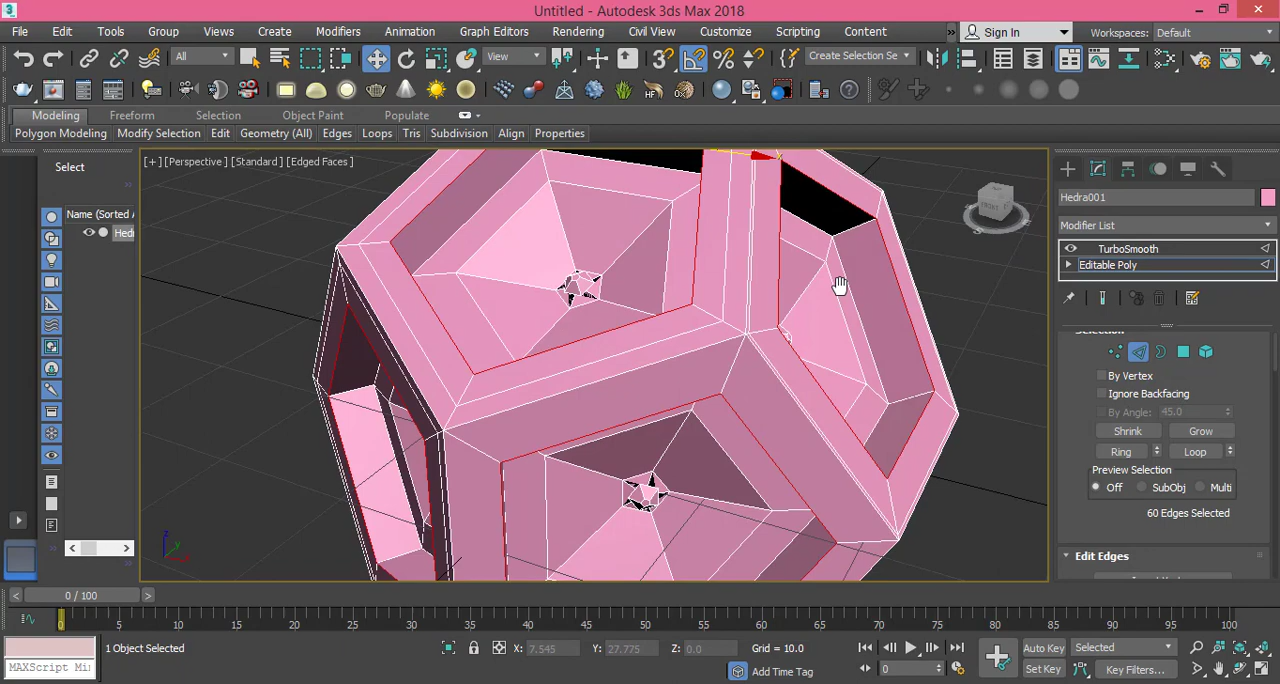 Untitled - Autodesk 3ds Max 2018
File Edit Tools Group Views Create Modifiers Animation Graph Editors Rendering Civil View Customize Scripting Content » Sign In Workspaces: Default
All View Create Selection Se
Modeling Freeform Selection Object Paint Populate
Polygon Modeling Modify Selection Edit Geometry (All) Edges Loops Tris Subdivision Align Properties
Select
[+] [Perspective] [Standard] [Edged Faces]
Name (Sorted A
Hed
FRONT
Hedra001
Modifier List
TurboSmooth
Editable Poly
Selection
By Vertex
Ignore Backfacing
By Angle: 45.0
Shrink Grow
Ring Loop
Preview Selection
Off SubObj Multi
60 Edges Selected
Edit Edges
0 / 100
0 5 10 15 20 25 30 35 40 45 50 55 60 65 70 75 80 85 90 95 100
1 Object Selected X: 7.545 Y: 27.775 Z: 0.0 Grid = 10.0 Auto Key Selected
MAXScript Mi Add Time Tag 0 Set Key Key Filters...